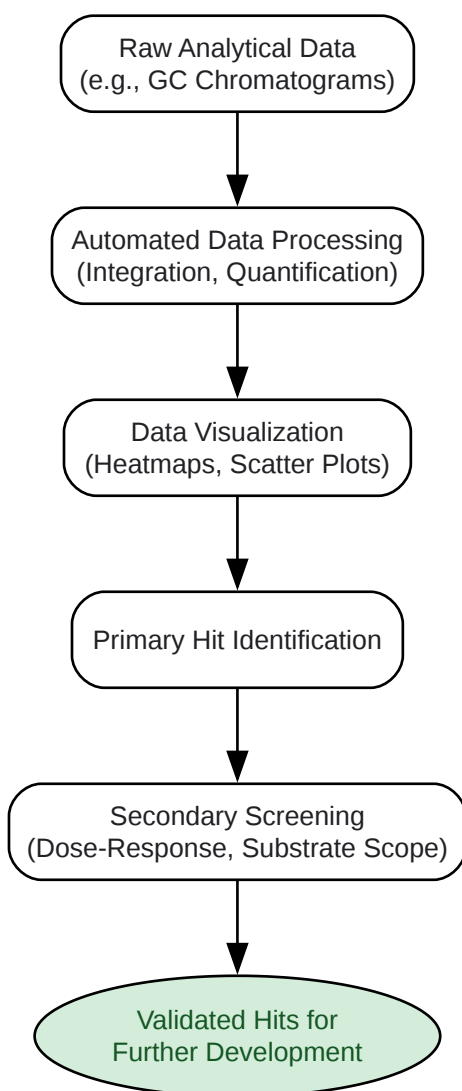 Raw Analytical Data
(e.g., GC Chromatograms)
Automated Data Processing
(Integration, Quantification)
Data Visualization
(Heatmaps, Scatter Plots)
Primary Hit Identification
Secondary Screening
(Dose-Response, Substrate Scope)
Validated Hits for
Further Development